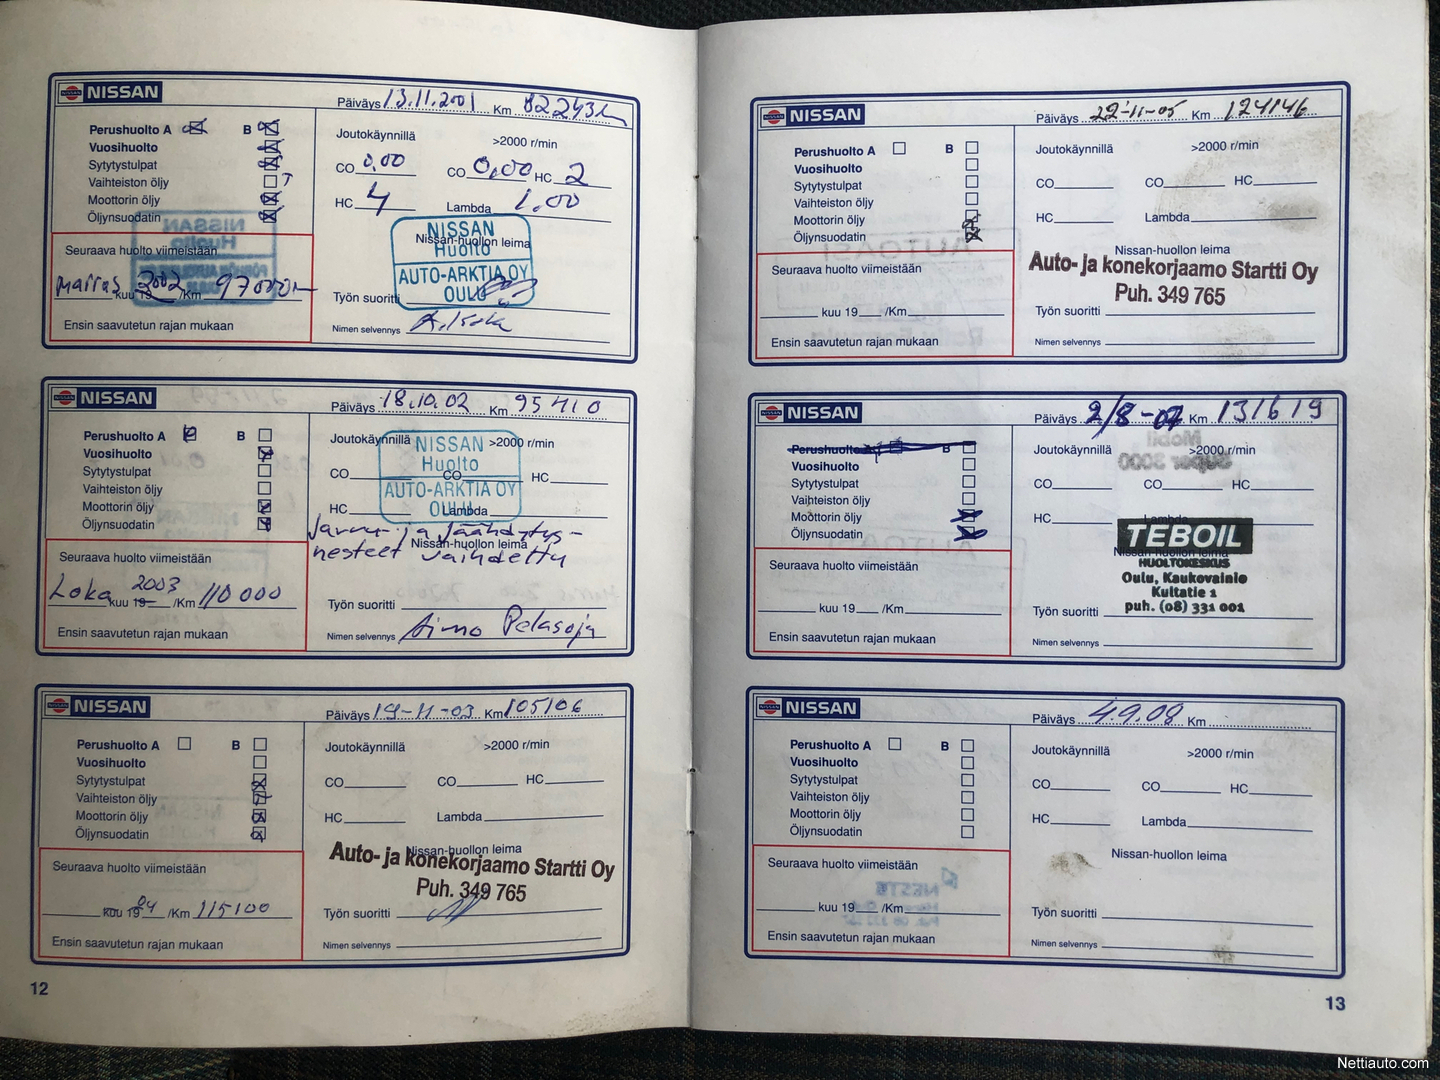 NISSAN
Päiväys 13.11.2001 Km 82243
Perushuolto A B
Joutokäynnillä >2000 r/min
Vuosihuolto
Sytytystulpat
CO 0,00 CO 0,00 HC 2
Vaihteiston öljy
Moottorin öljy
HC 4 Lambda 1.00
Öljynsuodatin
NISSAN
Huolto
Nissan-huollon leima
AUTO-ARKTIA OY
OULU
Seuraava huolto viimeistään
marras 2002 kuu 19 /Km 97000
Työn suoritti
Ensin saavutetun rajan mukaan
Nimen selvennys
NISSAN
Päiväys 18.10.02 Km 95410
Perushuolto A B
Joutokäynnillä >2000 r/min
Vuosihuolto
Sytytystulpat
CO CO HC
Vaihteiston öljy
Moottorin öljy
HC Lambda
Öljynsuodatin
NISSAN
Huolto
AUTO-ARKTIA OY
OULU
Jarru- ja jäähdytys-
nesteet vaihdettu
Nissan-huollon leima
Seuraava huolto viimeistään
Loka 2003 kuu 19 /Km 110 000
Työn suoritti
Ensin saavutetun rajan mukaan
Nimen selvennys Aimo Pelasoja
NISSAN
Päiväys 19-11-03 Km 105106
Perushuolto A B
Joutokäynnillä >2000 r/min
Vuosihuolto
Sytytystulpat
CO CO HC
Vaihteiston öljy
Moottorin öljy
HC Lambda
Öljynsuodatin
Nissan-huollon leima
Auto- ja konekorjaamo Startti Oy
Puh. 349 765
Seuraava huolto viimeistään
kuu 19 04 /Km 115100
Työn suoritti
Ensin saavutetun rajan mukaan
Nimen selvennys
12
NISSAN
Päiväys 22-11-05 Km 124146
Perushuolto A B
Joutokäynnillä >2000 r/min
Vuosihuolto
Sytytystulpat
CO CO HC
Vaihteiston öljy
Moottorin öljy
HC Lambda
Öljynsuodatin
Nissan-huollon leima
Auto- ja konekorjaamo Startti Oy
Puh. 349 765
Seuraava huolto viimeistään
kuu 19 /Km
Työn suoritti
Ensin saavutetun rajan mukaan
Nimen selvennys
NISSAN
Päiväys 2/8-07 Km 131619
Perushuolto A B
Joutokäynnillä >2000 r/min
Vuosihuolto
Sytytystulpat
CO CO HC
Vaihteiston öljy
Moottorin öljy
HC Lambda
Öljynsuodatin
TEBOIL
Nissan-huollon leima
HUOLTOKESKUS
Oulu, Kaukovainio
Kultatie 1
puh. (08) 331 001
Seuraava huolto viimeistään
kuu 19 /Km
Työn suoritti
Ensin saavutetun rajan mukaan
Nimen selvennys
NISSAN
Päiväys 4.9.08 Km
Perushuolto A B
Joutokäynnillä >2000 r/min
Vuosihuolto
Sytytystulpat
CO CO HC
Vaihteiston öljy
Moottorin öljy
HC Lambda
Öljynsuodatin
Nissan-huollon leima
Seuraava huolto viimeistään
kuu 19 /Km
Työn suoritti
Ensin saavutetun rajan mukaan
Nimen selvennys
13
Nettiauto.com